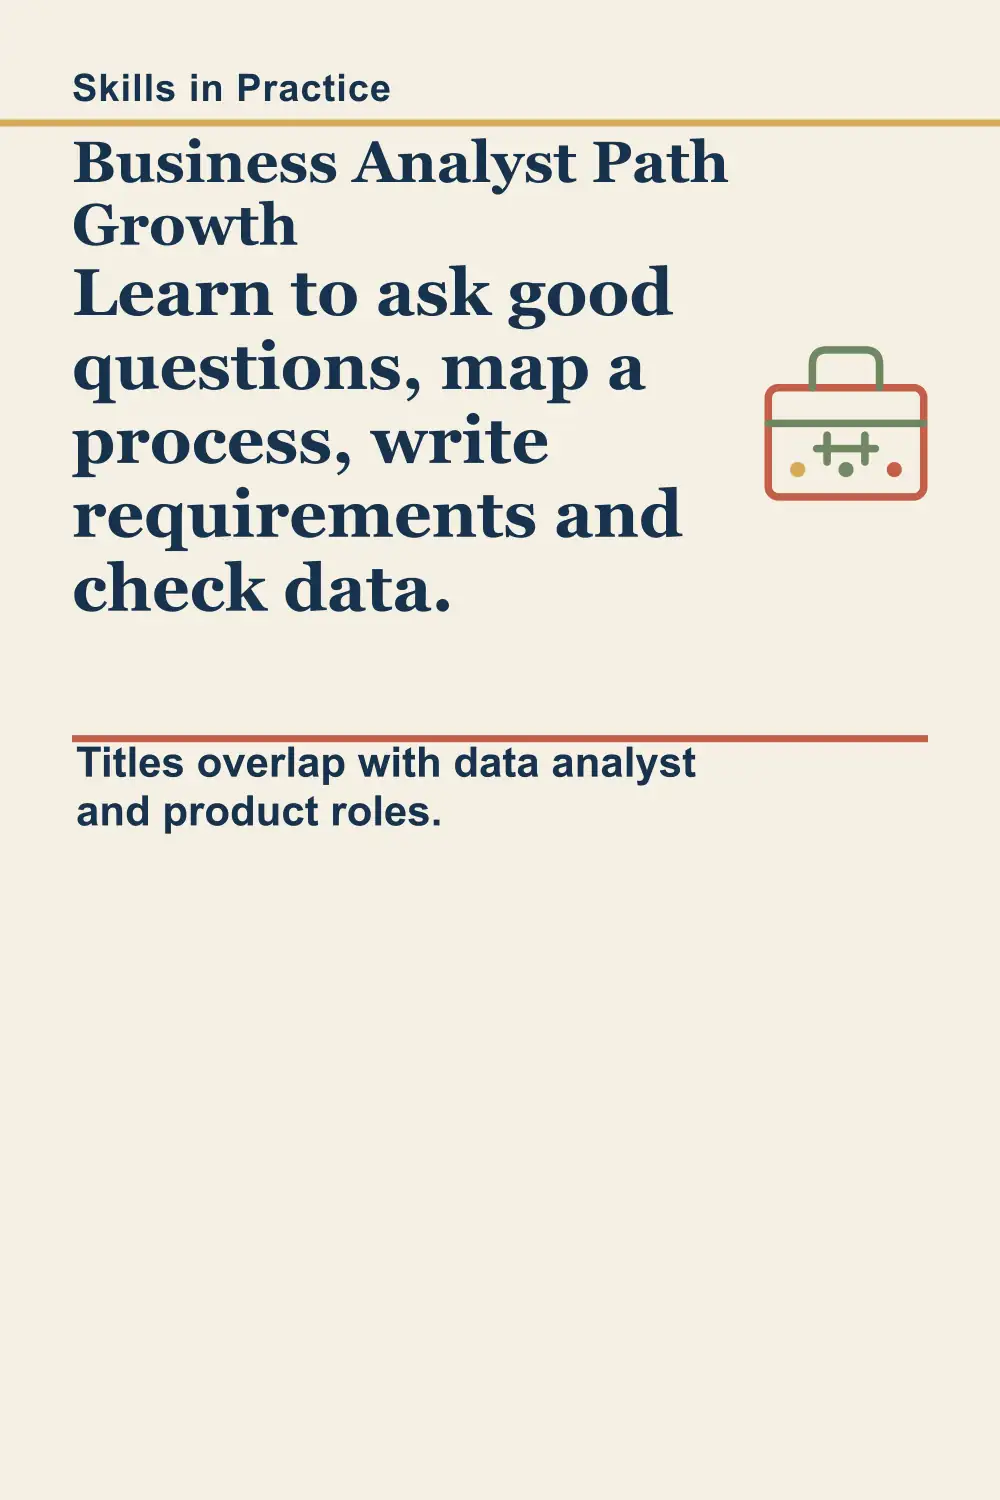 Skills in Practice
Business Analyst Path
Growth
Learn to ask good
questions, map a
process, write
requirements and
check data.
Titles overlap with data analyst
and product roles.